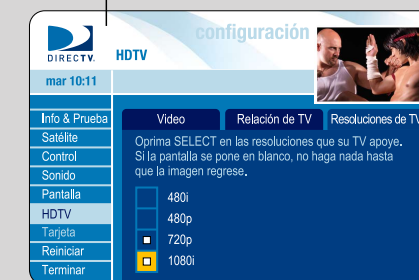 configuración
DIRECTV.
HDTV
mar 10:11
Info & Prueba
Satélite
Control
Sonido
Pantalla
HDTV
Tarjeta
Reiniciar
Terminar
Video
Relación de TV
Resoluciones de TV
Oprima SELECT en las resoluciones que su TV apoye.
Si la pantalla se pone en blanco, no haga nada hasta
que la imagen regrese.
480i
480p
720p
1080i